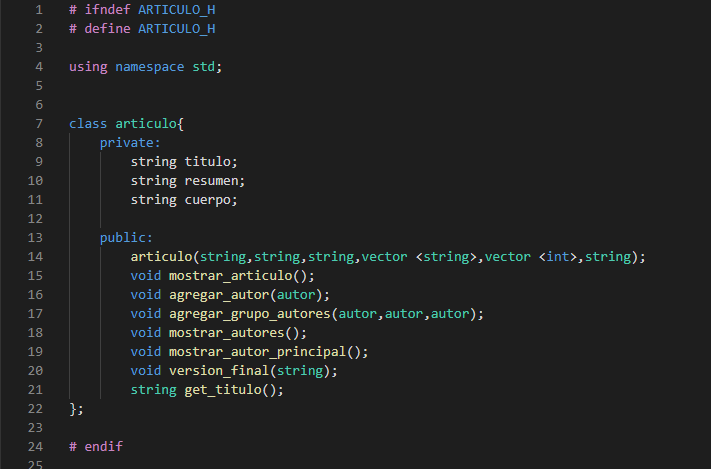 1 # ifndef ARTICULO_H
2 # define ARTICULO_H
3
4 using namespace std;
5
6
7 class articulo{
8 private:
9 string titulo;
10 string resumen;
11 string cuerpo;
12
13 public:
14 articulo(string,string,string,vector <string>,vector <int>,string);
15 void mostrar_articulo();
16 void agregar_autor(autor);
17 void agregar_grupo_autores(autor,autor,autor);
18 void mostrar_autores();
19 void mostrar_autor_principal();
20 void version_final(string);
21 string get_titulo();
22 };
23
24 # endif
25